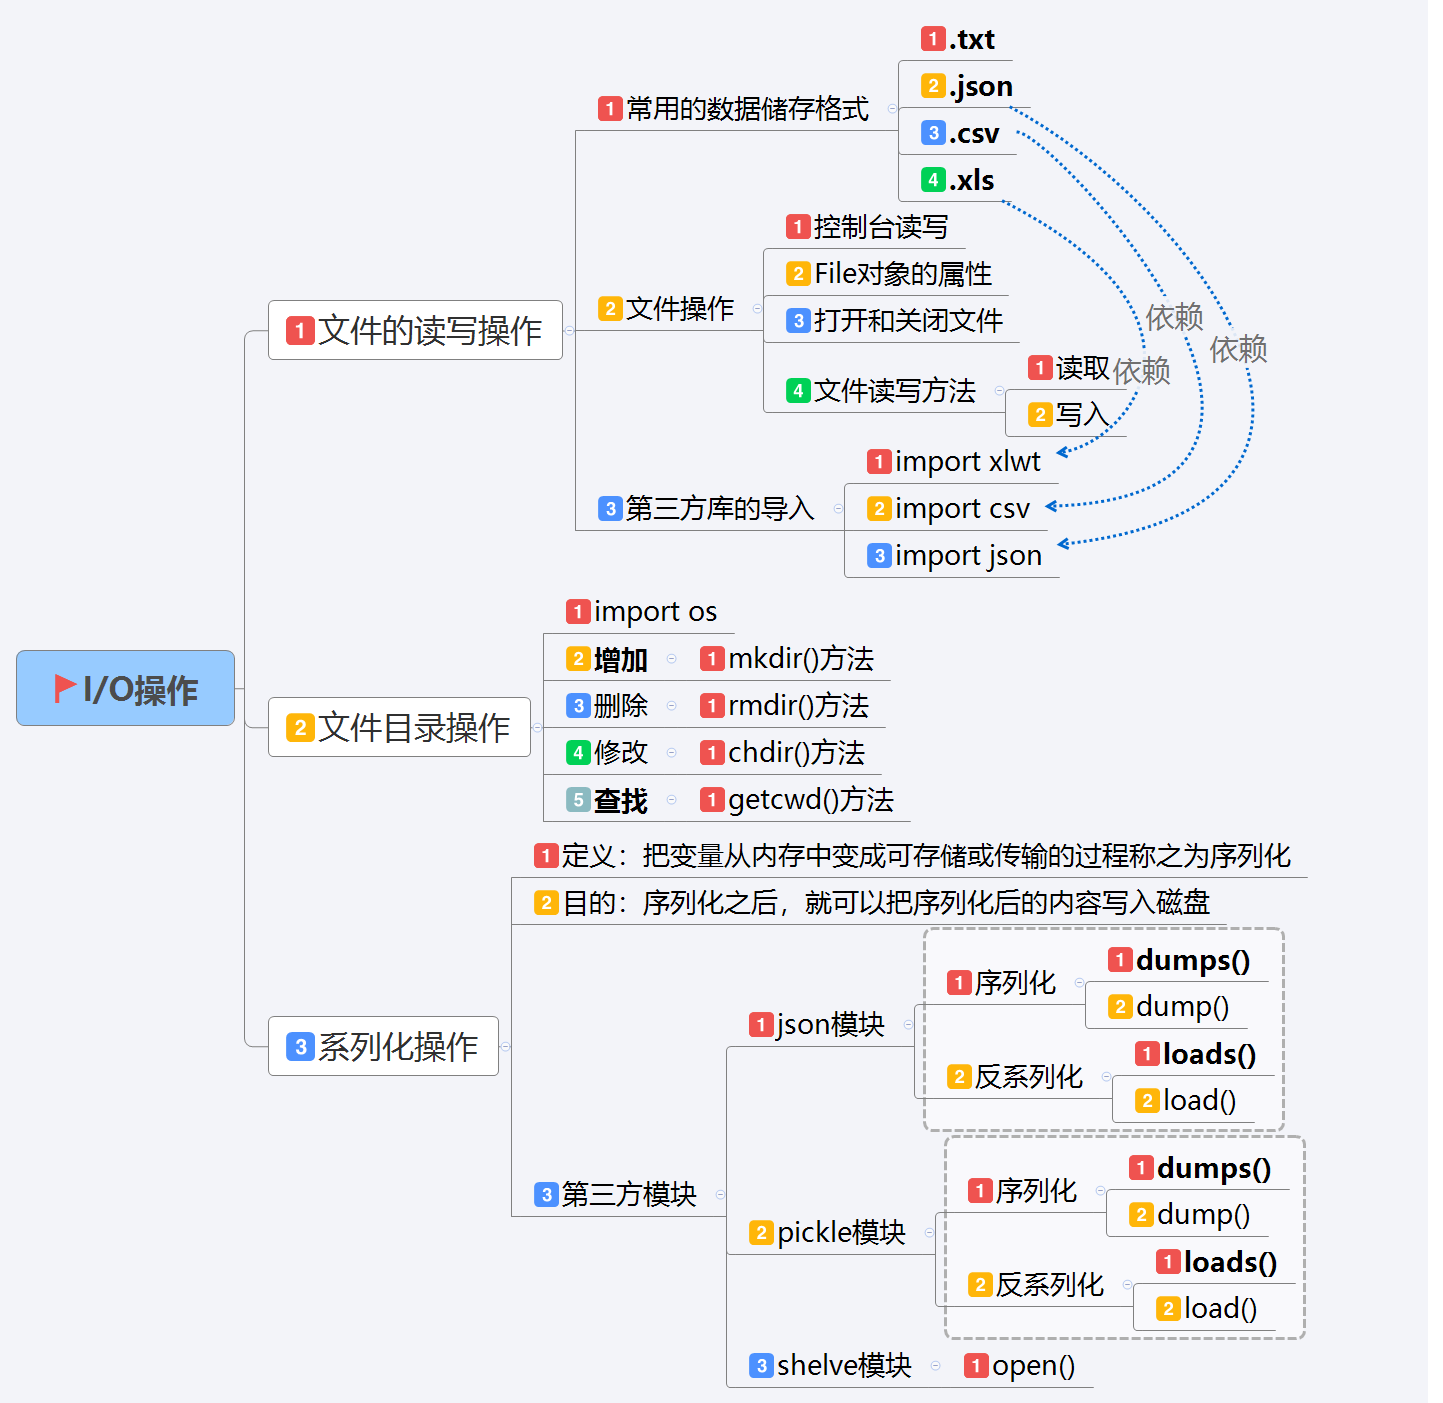 I/O操作
1 文件的读写操作
1 常用的数据储存格式
1 .txt
2 .json
3 .csv
4 .xls
2 文件操作
1 控制台读写
2 File对象的属性
3 打开和关闭文件
4 文件读写方法
1 读取
2 写入
3 第三方库的导入
1 import xlwt
2 import csv
3 import json
依赖
依赖
依赖
2 文件目录操作
1 import os
2 增加
1 mkdir()方法
3 删除
1 rmdir()方法
4 修改
1 chdir()方法
5 查找
1 getcwd()方法
3 系列化操作
1 定义：把变量从内存中变成可存储或传输的过程称之为序列化
2 目的：序列化之后，就可以把序列化后的内容写入磁盘
3 第三方模块
1 json模块
1 序列化
1 dumps()
2 dump()
2 反系列化
1 loads()
2 load()
2 pickle模块
1 序列化
1 dumps()
2 dump()
2 反系列化
1 loads()
2 load()
3 shelve模块
1 open()